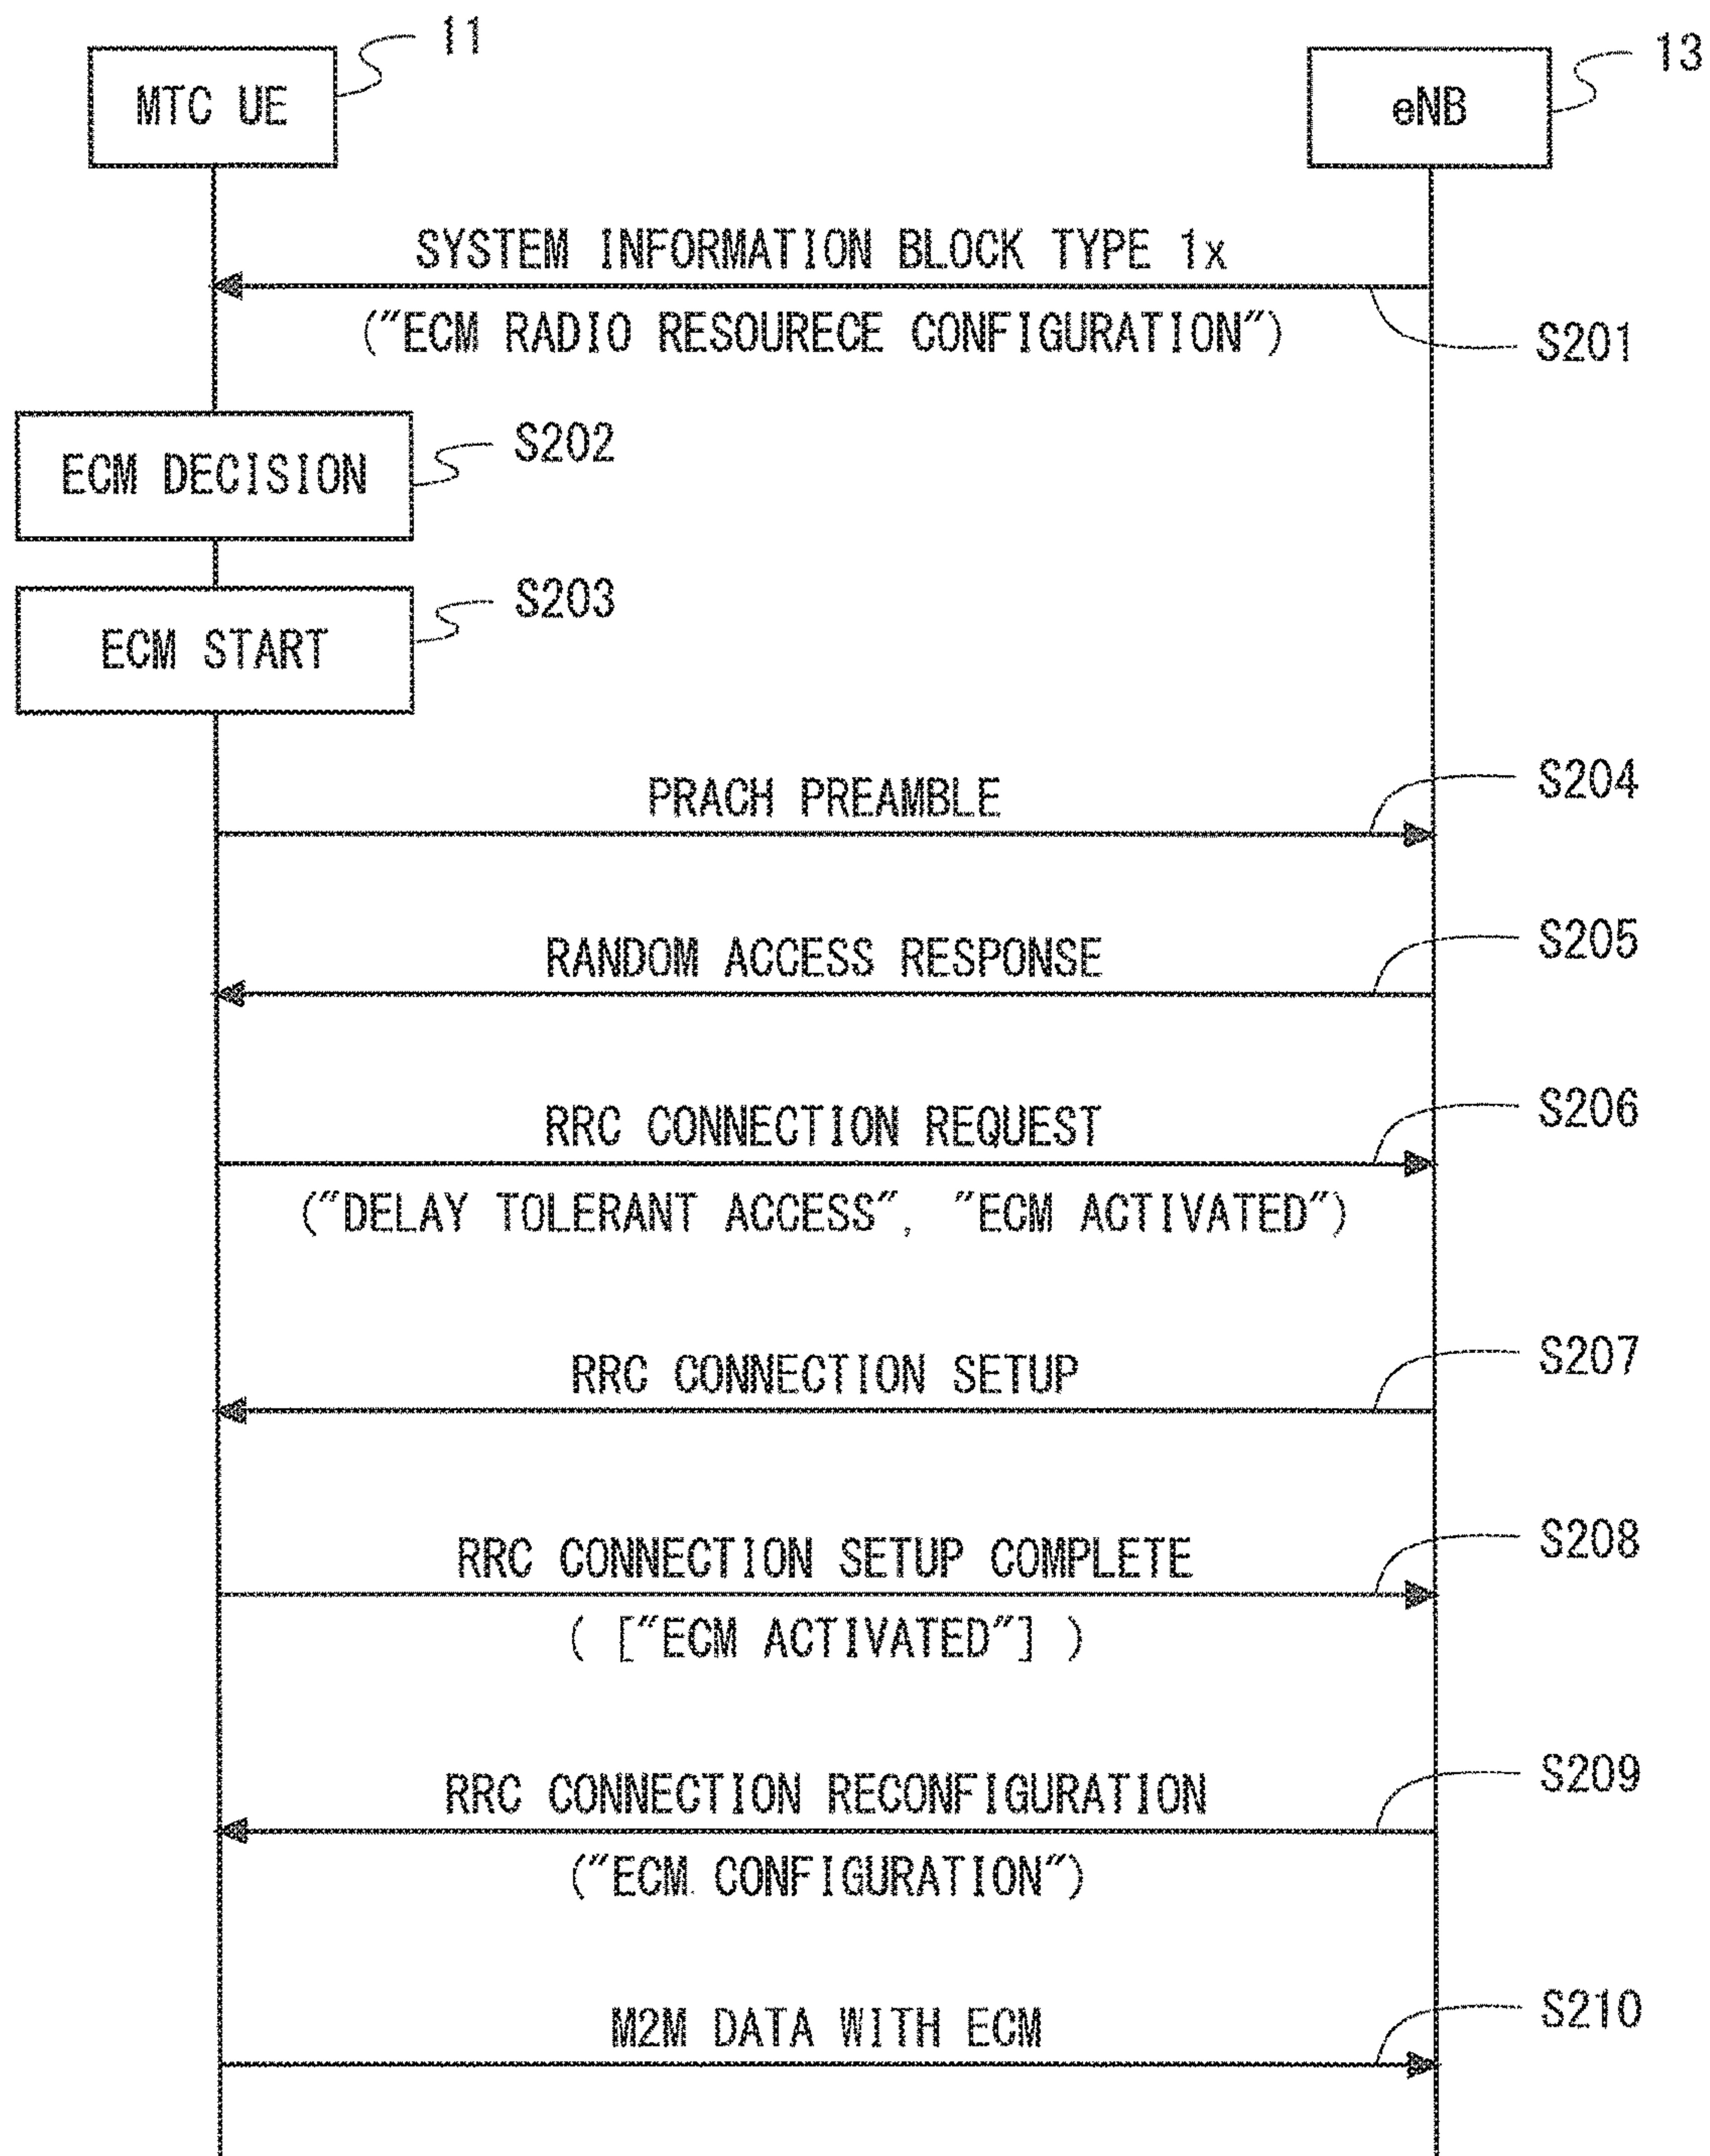 11
13
MTC UE
eNB
SYSTEM INFORMATION BLOCK TYPE 1x
("ECM RADIO RESOURECE CONFIGURATION")
S201
ECM DECISION
S202
ECM START
S203
PRACH PREAMBLE
S204
RANDOM ACCESS RESPONSE
S205
RRC CONNECTION REQUEST
S206
("DELAY TOLERANT ACCESS", "ECM ACTIVATED")
RRC CONNECTION SETUP
S207
RRC CONNECTION SETUP COMPLETE
S208
( ["ECM ACTIVATED"] )
RRC CONNECTION RECONFIGURATION
S209
("ECM CONFIGURATION")
M2M DATA WITH ECM
S210